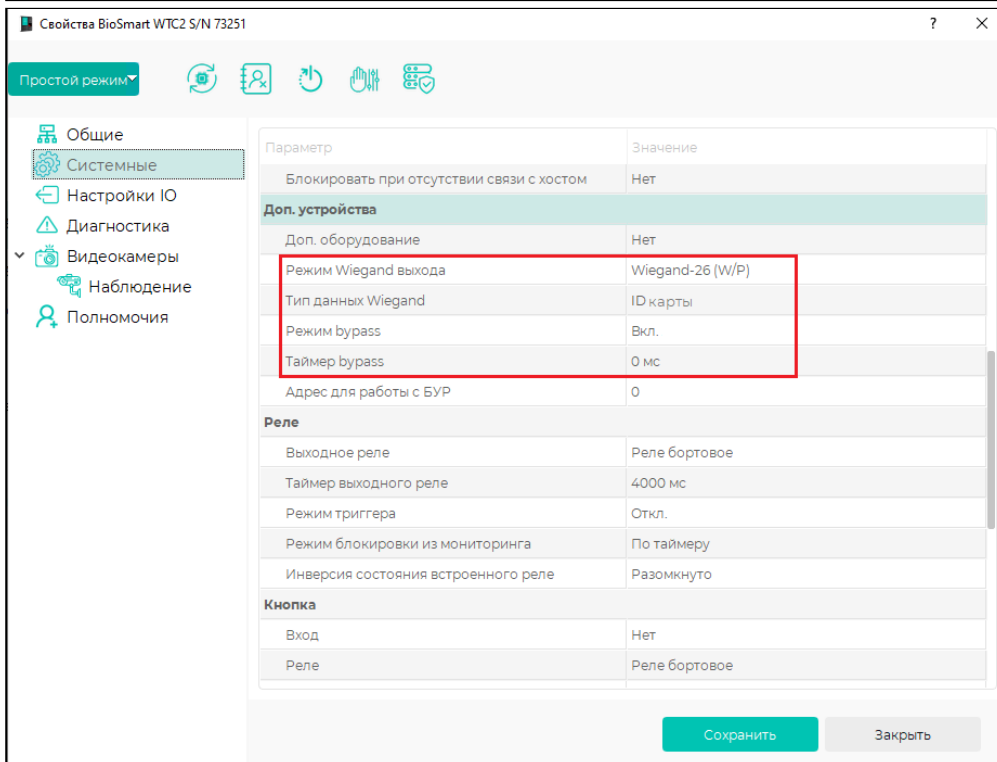 Свойства BioSmart WTC2 S/N 73251 ? ×
Простой режим
Общие
Системные
Настройки IO
Диагностика
Видеокамеры
Наблюдение
Полномочия
Параметр Значение
Блокировать при отсутствии связи с хостом Нет
Доп. устройства
Доп. оборудование Нет
Режим Wiegand выхода Wiegand-26 (W/P)
Тип данных Wiegand ID карты
Режим bypass Вкл.
Таймер bypass 0 мс
Адрес для работы с БУР 0
Реле
Выходное реле Реле бортовое
Таймер выходного реле 4000 мс
Режим триггера Откл.
Режим блокировки из мониторинга По таймеру
Инверсия состояния встроенного реле Разомкнуто
Кнопка
Вход Нет
Реле Реле бортовое
Сохранить Закрыть